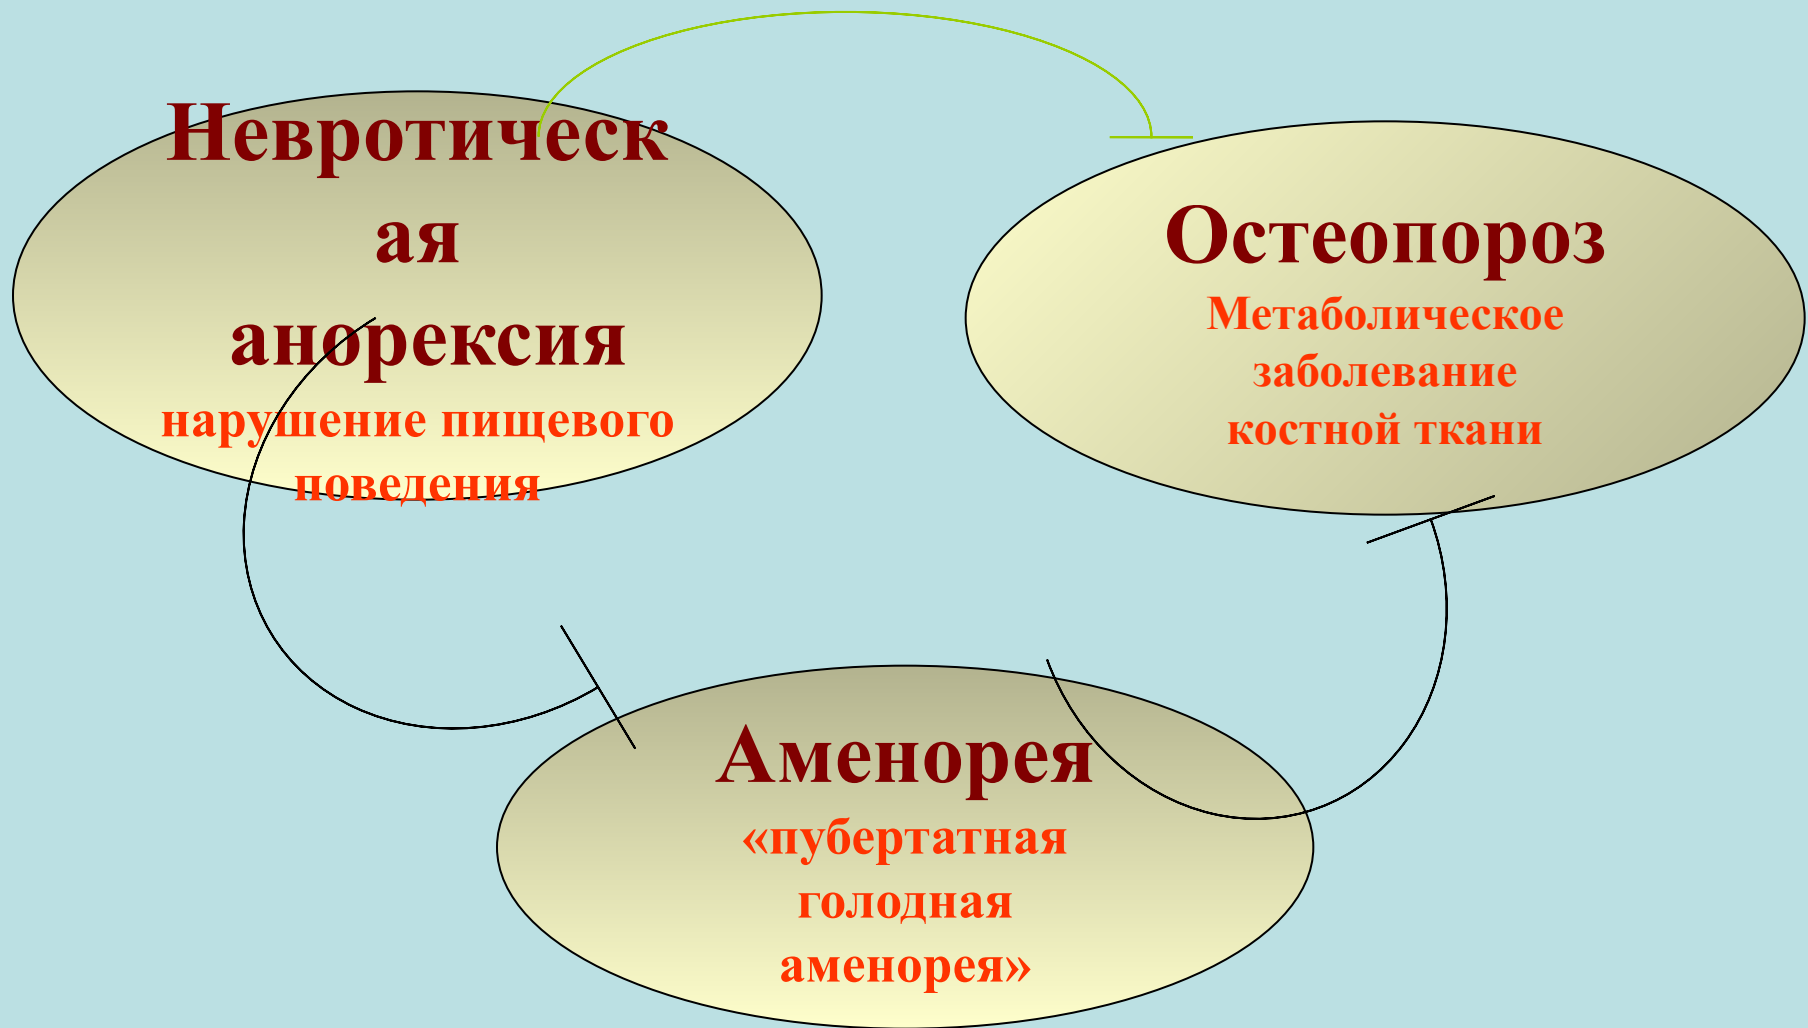 Невротическ
ая
анорексия
нарушение пищевого
поведения
Остеопороз
Метаболическое
заболевание
костной ткани
Аменорея
«пубертатная
голодная
аменорея»